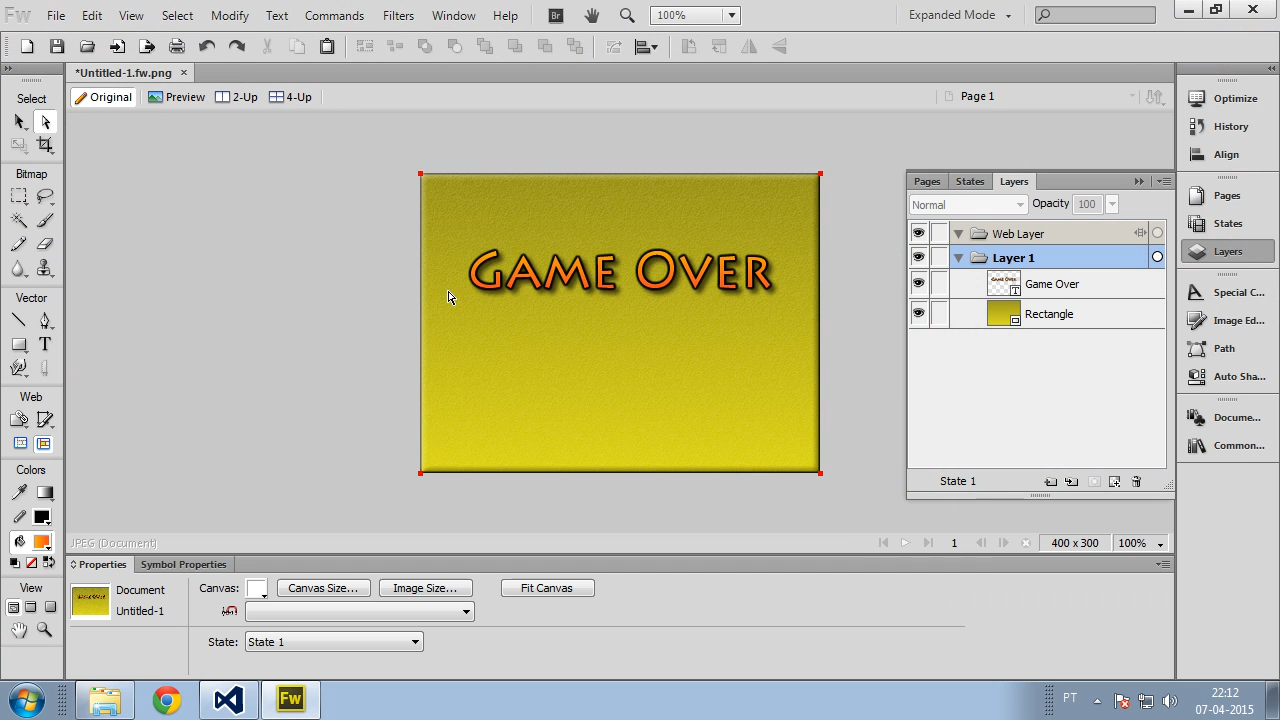 Fw File Edit View Select Modify Text Commands Filters Window Help Br 100% Expanded Mode
*Untitled-1.fw.png ×
Original Preview 2-Up 4-Up Page 1
Select
Bitmap
Vector
Web
Colors
View
GAME OVER
Pages States Layers
Normal Opacity 100
Web Layer
Layer 1
Game Over
Rectangle
State 1
Optimize
History
Align
Pages
States
Layers
Special C...
Image Ed...
Path
Auto Sha...
Docume...
Common...
JPEG (Document) 1 400 x 300 100%
Properties Symbol Properties
Document Canvas: Canvas Size... Image Size... Fit Canvas
Untitled-1
State: State 1
Fw PT 22:12
07-04-2015